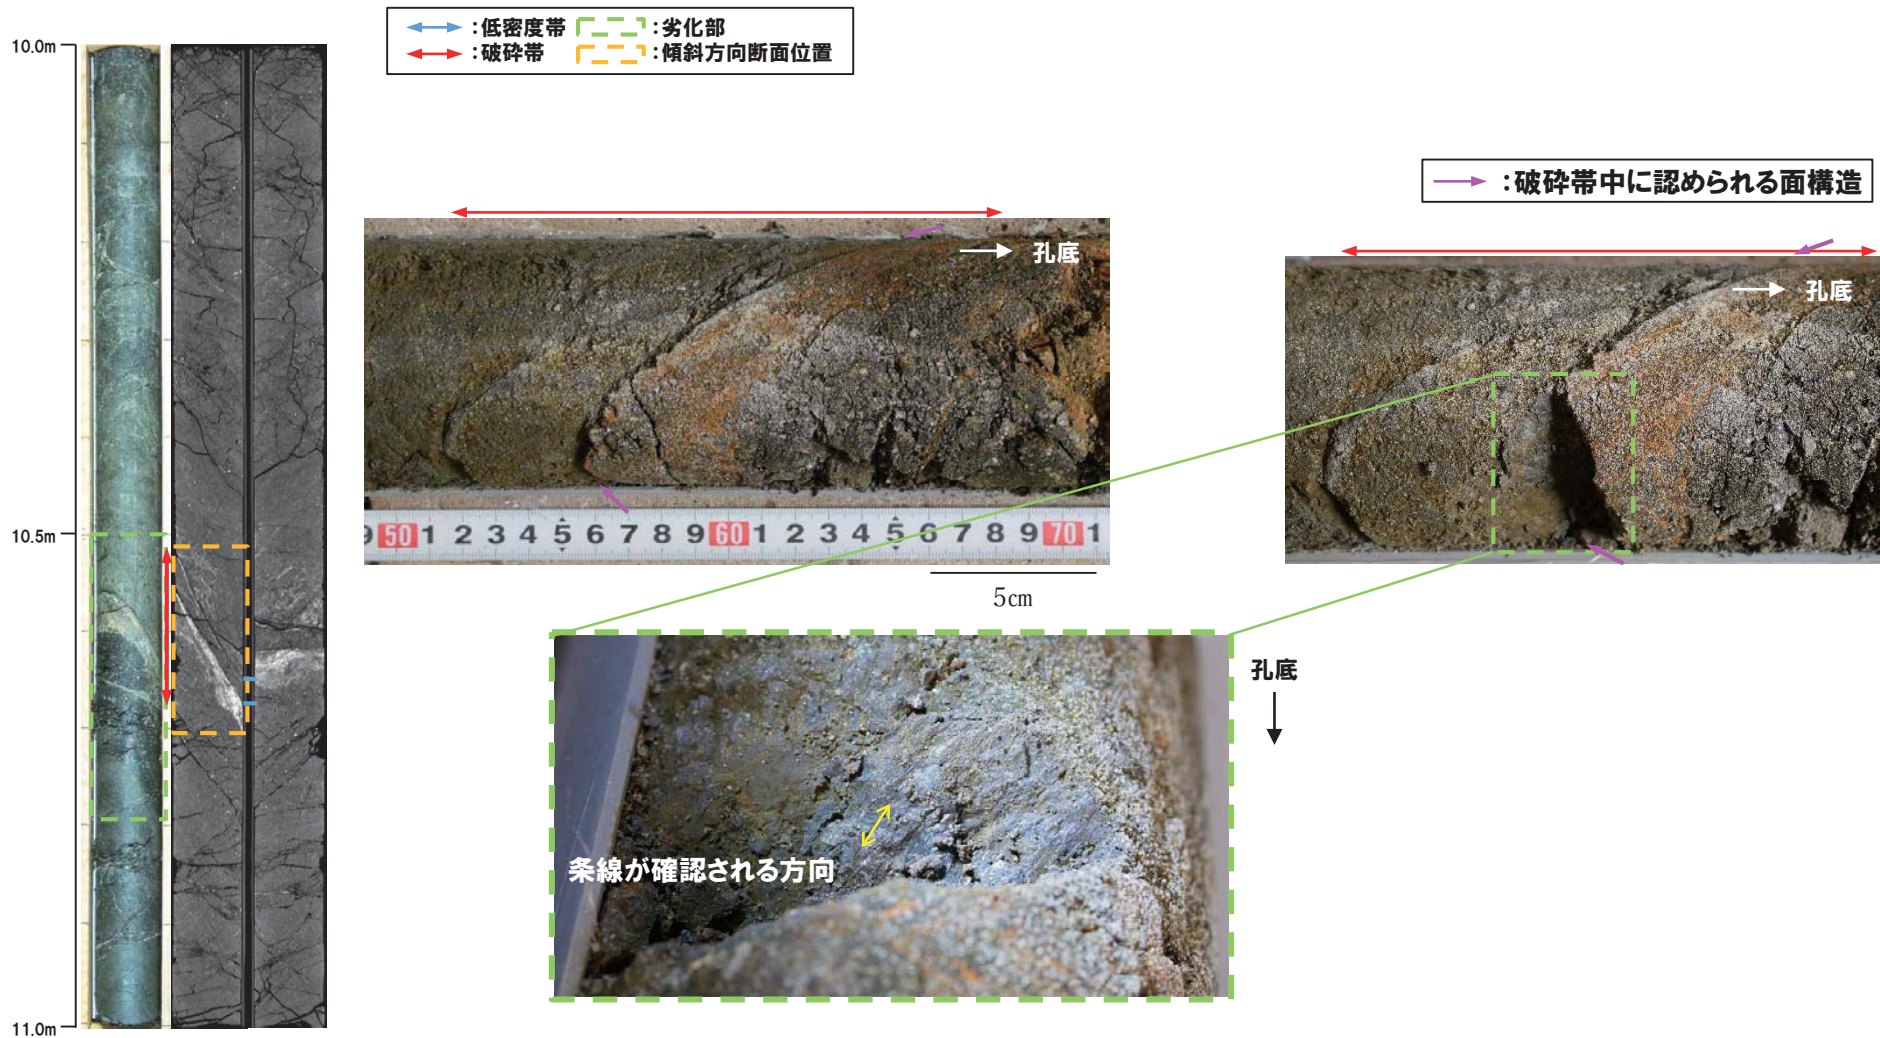 :低密度帯
:劣化部
:破砕帯
:傾斜方向断面位置
10.0m
10.5m
11.0m
:破砕帯中に認められる面構造
孔底
孔底
9 50 1 2 3 4 5 6 7 8 9 60 1 2 3 4 5 6 7 8 9 70 1
5cm
孔底
条線が確認される方向